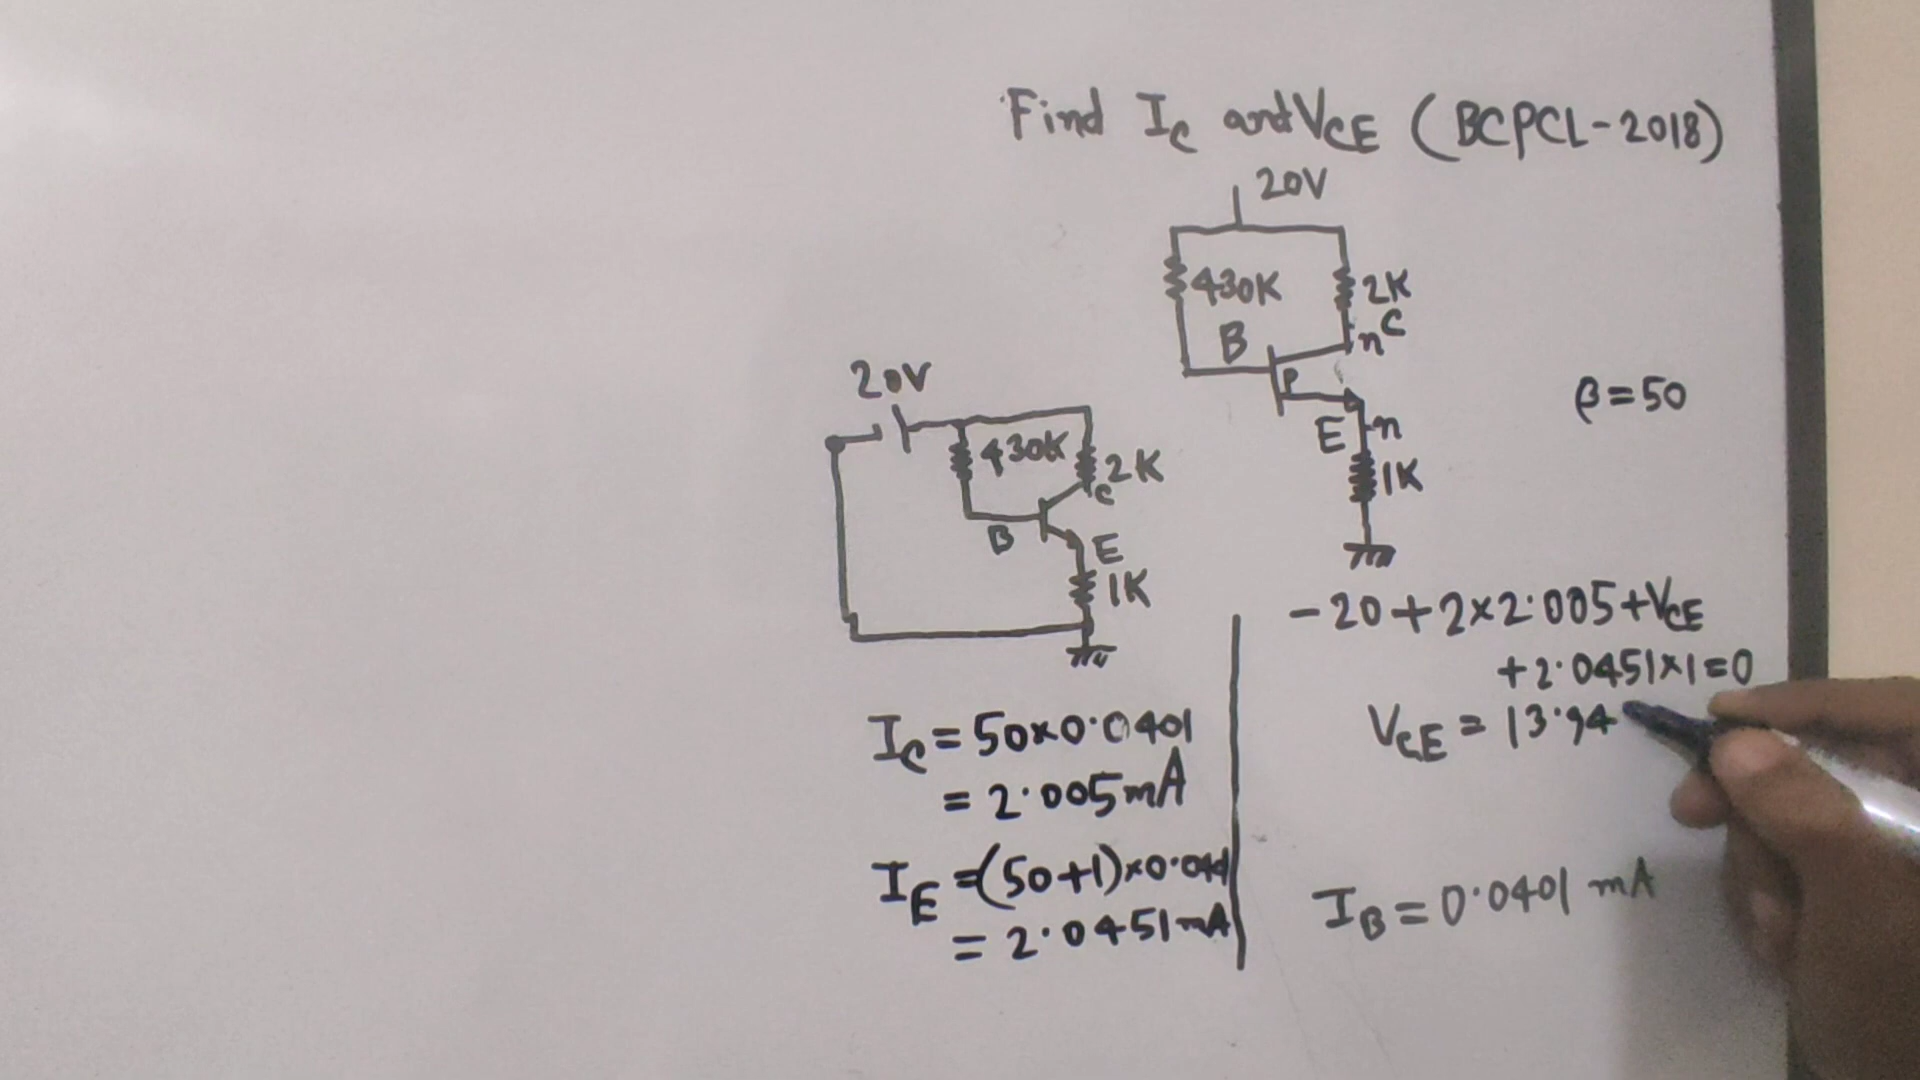 Find IC and VCE (BCPCL-2018)
20V
430K
2K
B
n C
P
E
n
1K
β=50
20V
430K
2K
C
B
E
1K
IC = 50×0.0401
= 2.005mA
IE =(50+1)×0.0401
= 2.0451mA
-20+2×2.005+VCE
+2.0451×1=0
VCE = 13.94
IB = 0.0401 mA